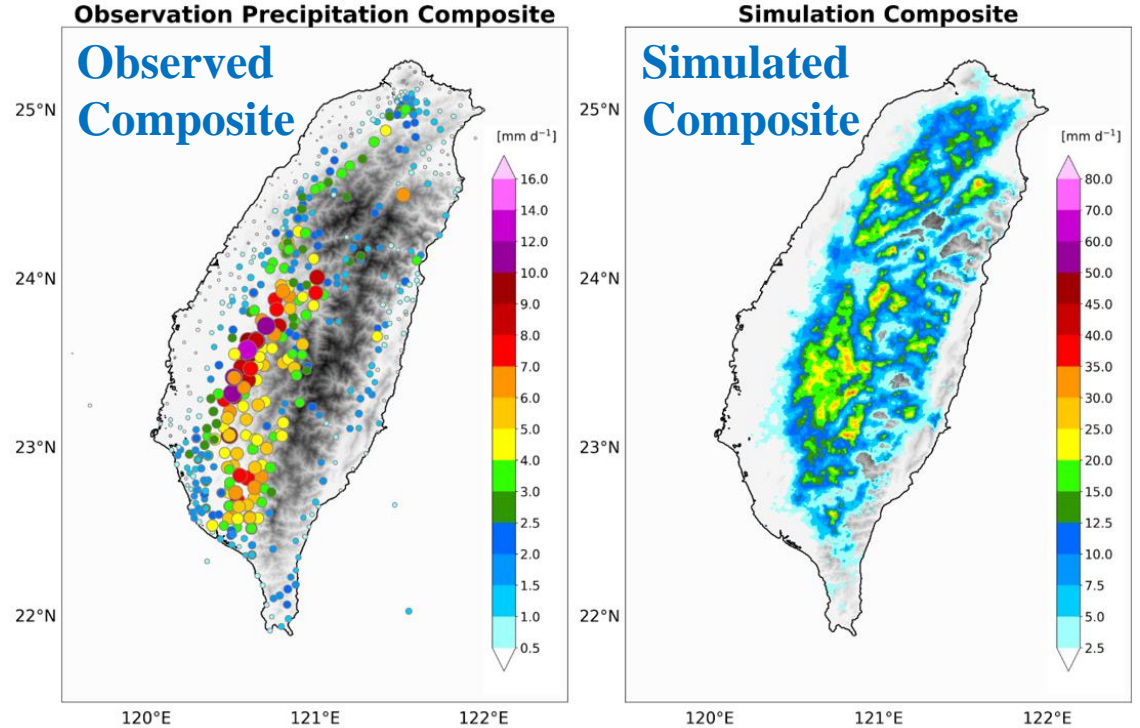 Observation Precipitation Composite
Observed
Composite
25°N
24°N
23°N
22°N
120°E
121°E
122°E
[mm d⁻¹]
16.0
14.0
12.0
10.0
9.0
8.0
7.0
6.0
5.0
4.0
3.0
2.5
2.0
1.5
1.0
0.5
Simulation Composite
Simulated
Composite
25°N
24°N
23°N
22°N
120°E
121°E
122°E
[mm d⁻¹]
80.0
70.0
60.0
50.0
45.0
40.0
35.0
30.0
25.0
20.0
15.0
12.5
10.0
7.5
5.0
2.5